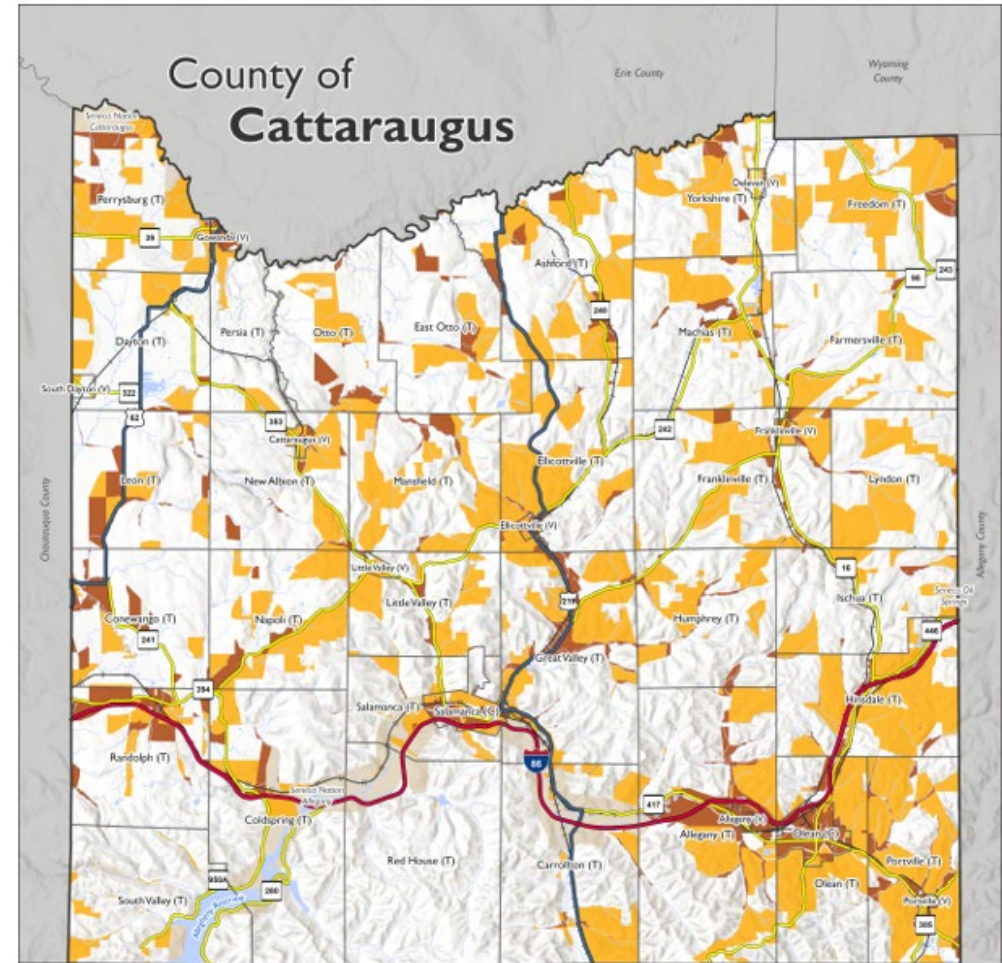 County of
Cattaraugus
Erie County
Wyoming
County
Seneca Nation
Cattaraugus
Perrysburg (T)
Yorkshire (T)
Delevan (V)
Freedom (T)
39
Gowanda (V)
Ashford (T)
98
243
240
Dayton (T)
Persia (T)
Otto (T)
East Otto (T)
Machias (T)
Farmersville (T)
South Dayton (V)
322
62
353
Cattaraugus (V)
242
Franklinville (V)
Ellicottville (T)
Leon (T)
New Albion (T)
Mansfield (T)
Franklinville (T)
Lyndon (T)
Chautauqua County
Allegany County
Ellicottville (V)
Little Valley (V)
16
Seneca Oil
Springs
Little Valley (T)
219
Ischua (T)
Conewango (T)
Napoli (T)
Humphrey (T)
241
446
Great Valley (T)
394
Salamanca (T)
Salamanca (C)
Hinsdale (T)
Randolph (T)
86
Seneca Nation
Allegany
417
Coldspring (T)
Allegany (V)
Allegany (T)
Olean (C)
Red House (T)
Carrollton (T)
Portville (T)
950A
280
Olean (T)
South Valley (T)
Allegany Reservoir
Portville (V)
305